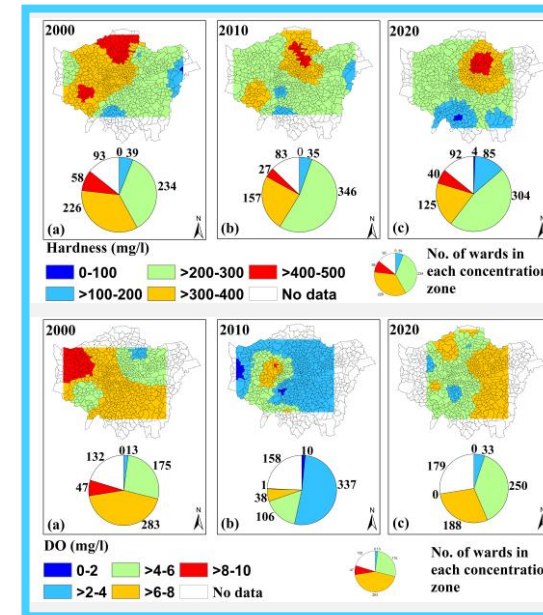 2000
2010
2020
0 39
234
226
58
93
(a)
N
0 35
346
157
27
83
(b)
N
4
85
304
125
40
92
(c)
N
Hardness (mg/l)
0-100
>200-300
>400-500
>100-200
>300-400
No data
No. of wards in
each concentration
zone
2000
2010
2020
013
175
283
47
132
(a)
N
10
337
106
38
1
158
(b)
N
0 33
250
188
0
179
(c)
N
DO (mg/l)
0-2
>4-6
>8-10
>2-4
>6-8
No data
No. of wards in
each concentration
zone